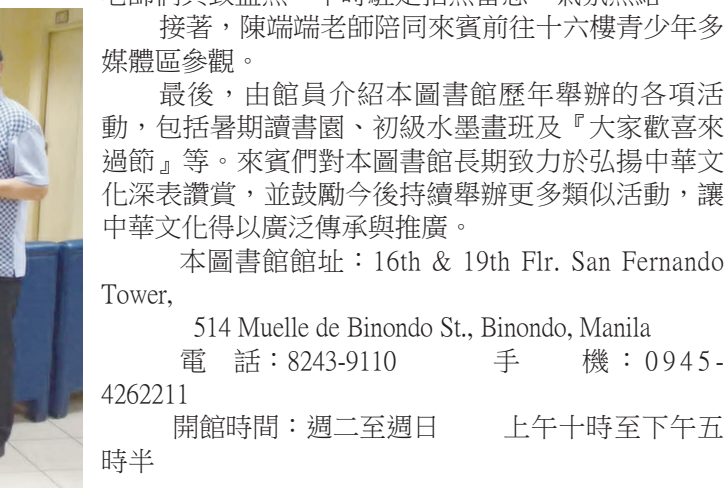 接著，陳端端老師陪同來賓前往十六樓青少年多
媒體區參觀。
最後，由館員介紹本圖書館歷年舉辦的各項活
動，包括暑期讀書園、初級水墨畫班及『大家歡喜來
過節』等。來賓們對本圖書館長期致力於弘揚中華文
化深表讚賞，並鼓勵今後持續舉辦更多類似活動，讓
中華文化得以廣泛傳承與推廣。
本圖書館館址：16th & 19th Flr. San Fernando
Tower,
514 Muelle de Binondo St., Binondo, Manila
電 話：8243-9110 手 機：0945-
4262211
開館時間：週二至週日 上午十時至下午五
時半